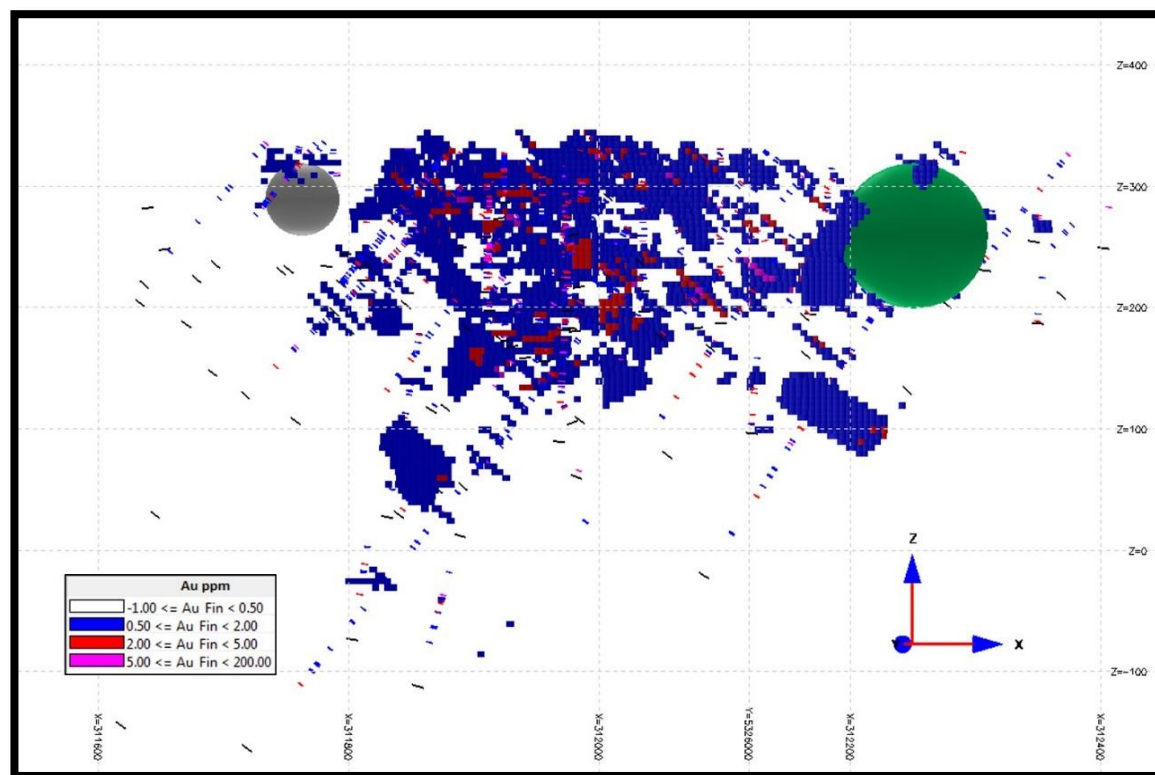 Z=400
Z=300
Z=200
Z=100
Z=0
Z=-100
Z
Y
X
Au ppm
-1.00 <= Au Fin < 0.50
0.50 <= Au Fin < 2.00
2.00 <= Au Fin < 5.00
5.00 <= Au Fin < 200.00
X=311600
X=311800
X=312000
Y=5326000
X=312200
X=312400